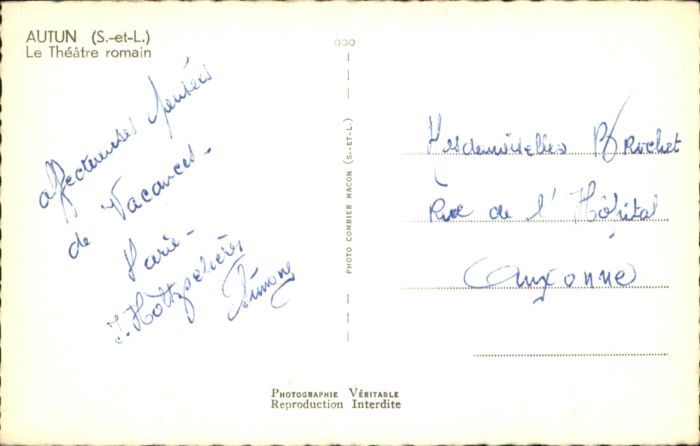 AUTUN (S.-et-L.)
Le Théâtre romain
affectueuses pensées
de Vacances -
Marie -
Simone
PHOTO COMBIER MACON (S.-ET-L.)
Mesdemoiselles Brochet
Rue de l'Hôpital
Auxonne
PHOTOGRAPHIE VÉRITABLE
Reproduction Interdite